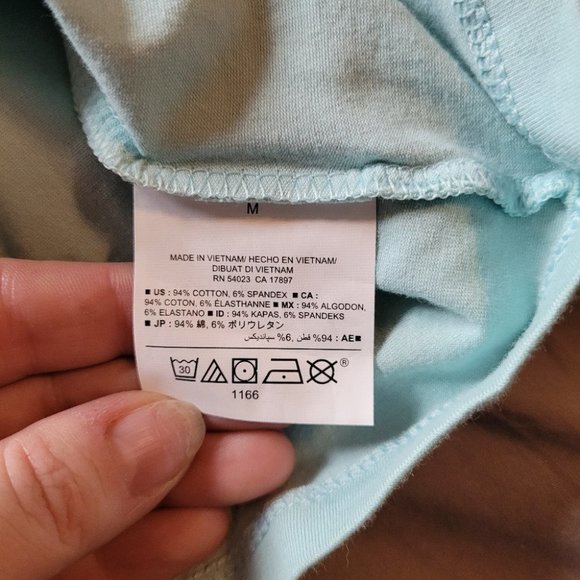 M
MADE IN VIETNAM/ HECHO EN VIETNAM/
DIBUAT DI VIETNAM
RN 54023 CA 17897
■ US : 94% COTTON, 6% SPANDEX ■ CA :
94% COTON, 6% ÉLASTHANNE ■ MX : 94% ALGODON,
6% ELASTANO ■ ID : 94% KAPAS, 6% SPANDEKS
■ JP : 94% 綿, 6% ポリウレタン
■ AE : 94% قطن, 6% سپاندیکس
30 ®
1166